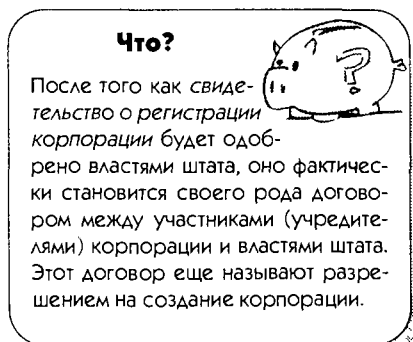 Что?
После того как свиде-
тельство о регистрации
корпорации будет одоб-
рено властями штата, оно фактичес-
ки становится своего рода догово-
ром между участниками (учредите-
лями) корпорации и властями штата.
Этот договор еще называют разре-
шением на создание корпорации.
?